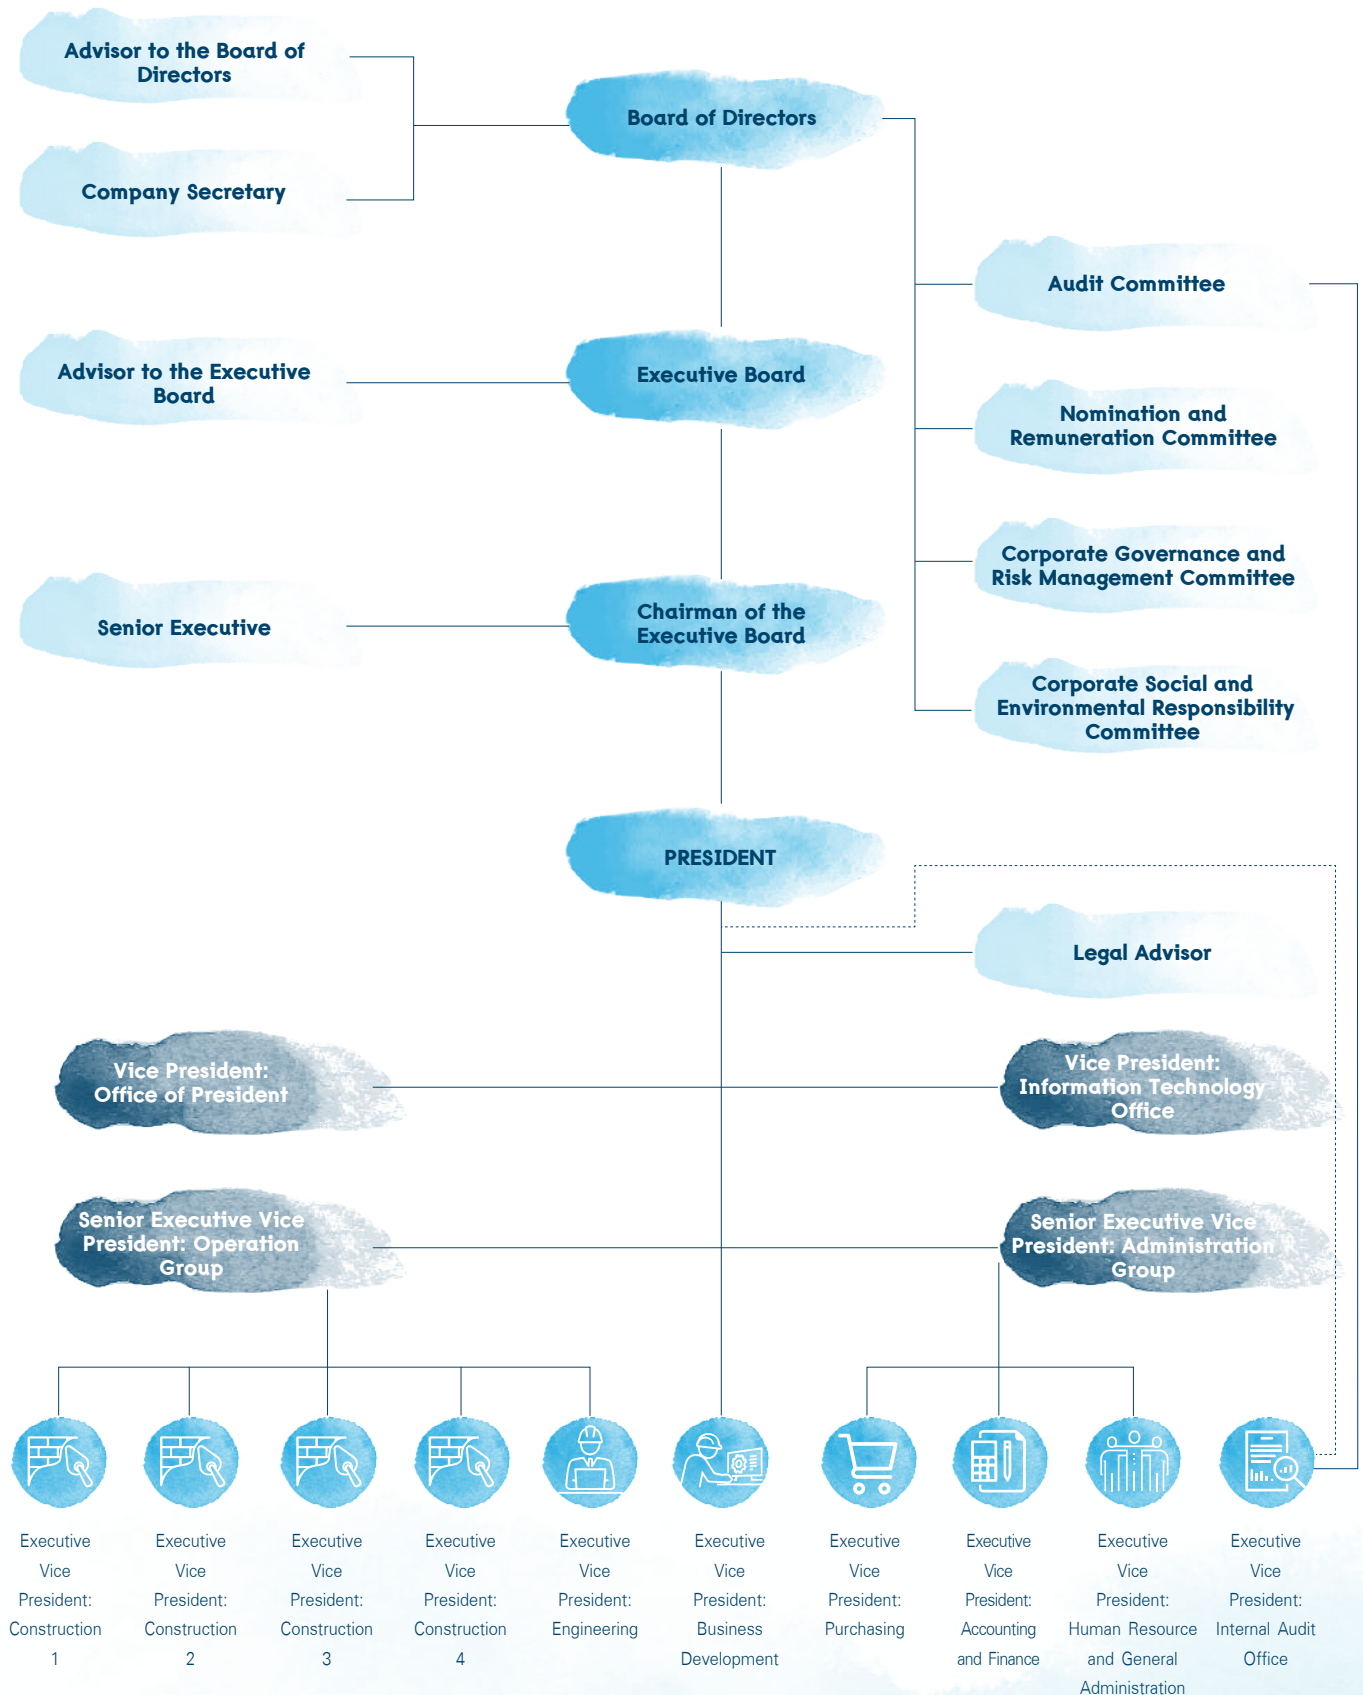 Advisor to the Board of
Directors
Board of Directors
Company Secretary
Audit Committee
Advisor to the Executive
Board
Executive Board
Nomination and
Remuneration Committee
Corporate Governance and
Risk Management Committee
Senior Executive
Chairman of the
Executive Board
Corporate Social and
Environmental Responsibility
Committee
PRESIDENT
Legal Advisor
Vice President:
Office of President
Vice President:
Information Technology
Office
Senior Executive Vice
President: Operation
Group
Senior Executive Vice
President: Administration
Group
Executive
Vice
President:
Construction
1
Executive
Vice
President:
Construction
2
Executive
Vice
President:
Construction
3
Executive
Vice
President:
Construction
4
Executive
Vice
President:
Engineering
Executive
Vice
President:
Business
Development
Executive
Vice
President:
Purchasing
Executive
Vice
President:
Accounting
and Finance
Executive
Vice
President:
Human Resource
and General
Administration
Executive
Vice
President:
Internal Audit
Office